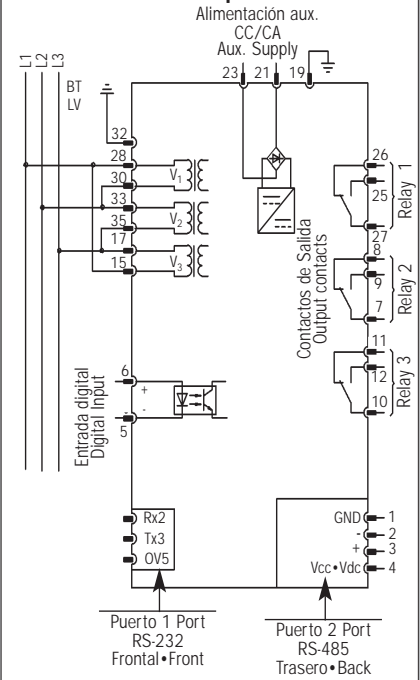 Alimentación aux.
CC/CA
Aux. Supply
23 21 19
L1
L2
L3
BT
LV
32
28
30
33
35
17
15
V1
V2
V3
26
25
27
Relay 1
8
9
7
Relay 2
11
12
10
Relay 3
Contactos de Salida
Output contacts
Entrada digital
Digital Input
6
+
-
-
5
Rx2
Tx3
OV5
GND 1
- 2
+ 3
Vcc•Vdc 4
Puerto 1 Port
RS-232
Frontal•Front
Puerto 2 Port
RS-485
Trasero•Back